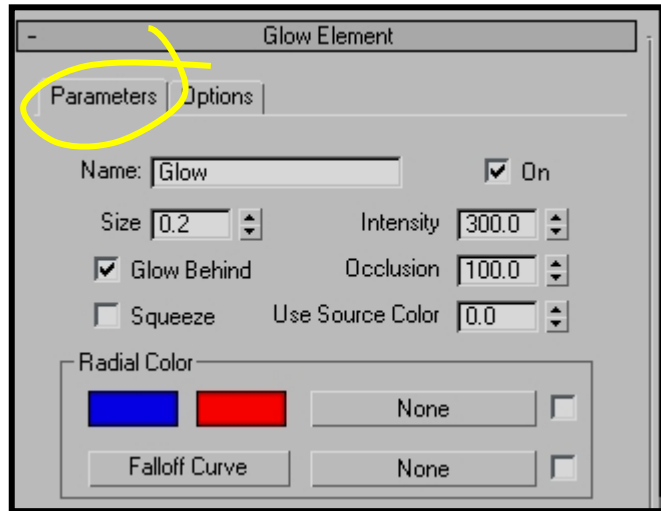 - Glow Element
Parameters Options
Name: Glow On
Size 0.2 Intensity 300.0
Glow Behind Occlusion 100.0
Squeeze Use Source Color 0.0
Radial Color
None
Falloff Curve None